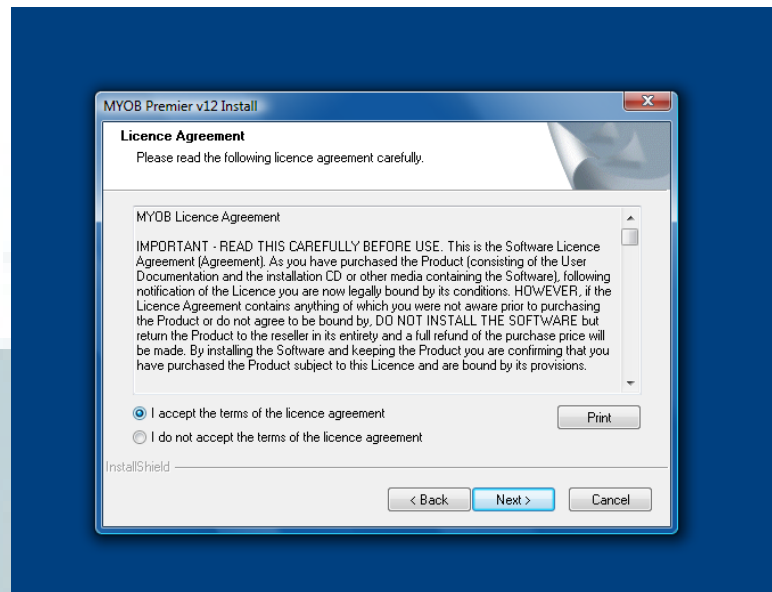 MYOB Premier v12 Install
Licence Agreement
Please read the following licence agreement carefully.
MYOB Licence Agreement
IMPORTANT - READ THIS CAREFULLY BEFORE USE. This is the Software Licence
Agreement (Agreement). As you have purchased the Product (consisting of the User
Documentation and the installation CD or other media containing the Software), following
notification of the Licence you are now legally bound by its conditions. HOWEVER, if the
Licence Agreement contains anything of which you were not aware prior to purchasing
the Product or do not agree to be bound by, DO NOT INSTALL THE SOFTWARE but
return the Product to the reseller in its entirety and a full refund of the purchase price will
be made. By installing the Software and keeping the Product you are confirming that you
have purchased the Product subject to this Licence and are bound by its provisions.
I accept the terms of the licence agreement
Print
I do not accept the terms of the licence agreement
InstallShield
< Back
Next >
Cancel